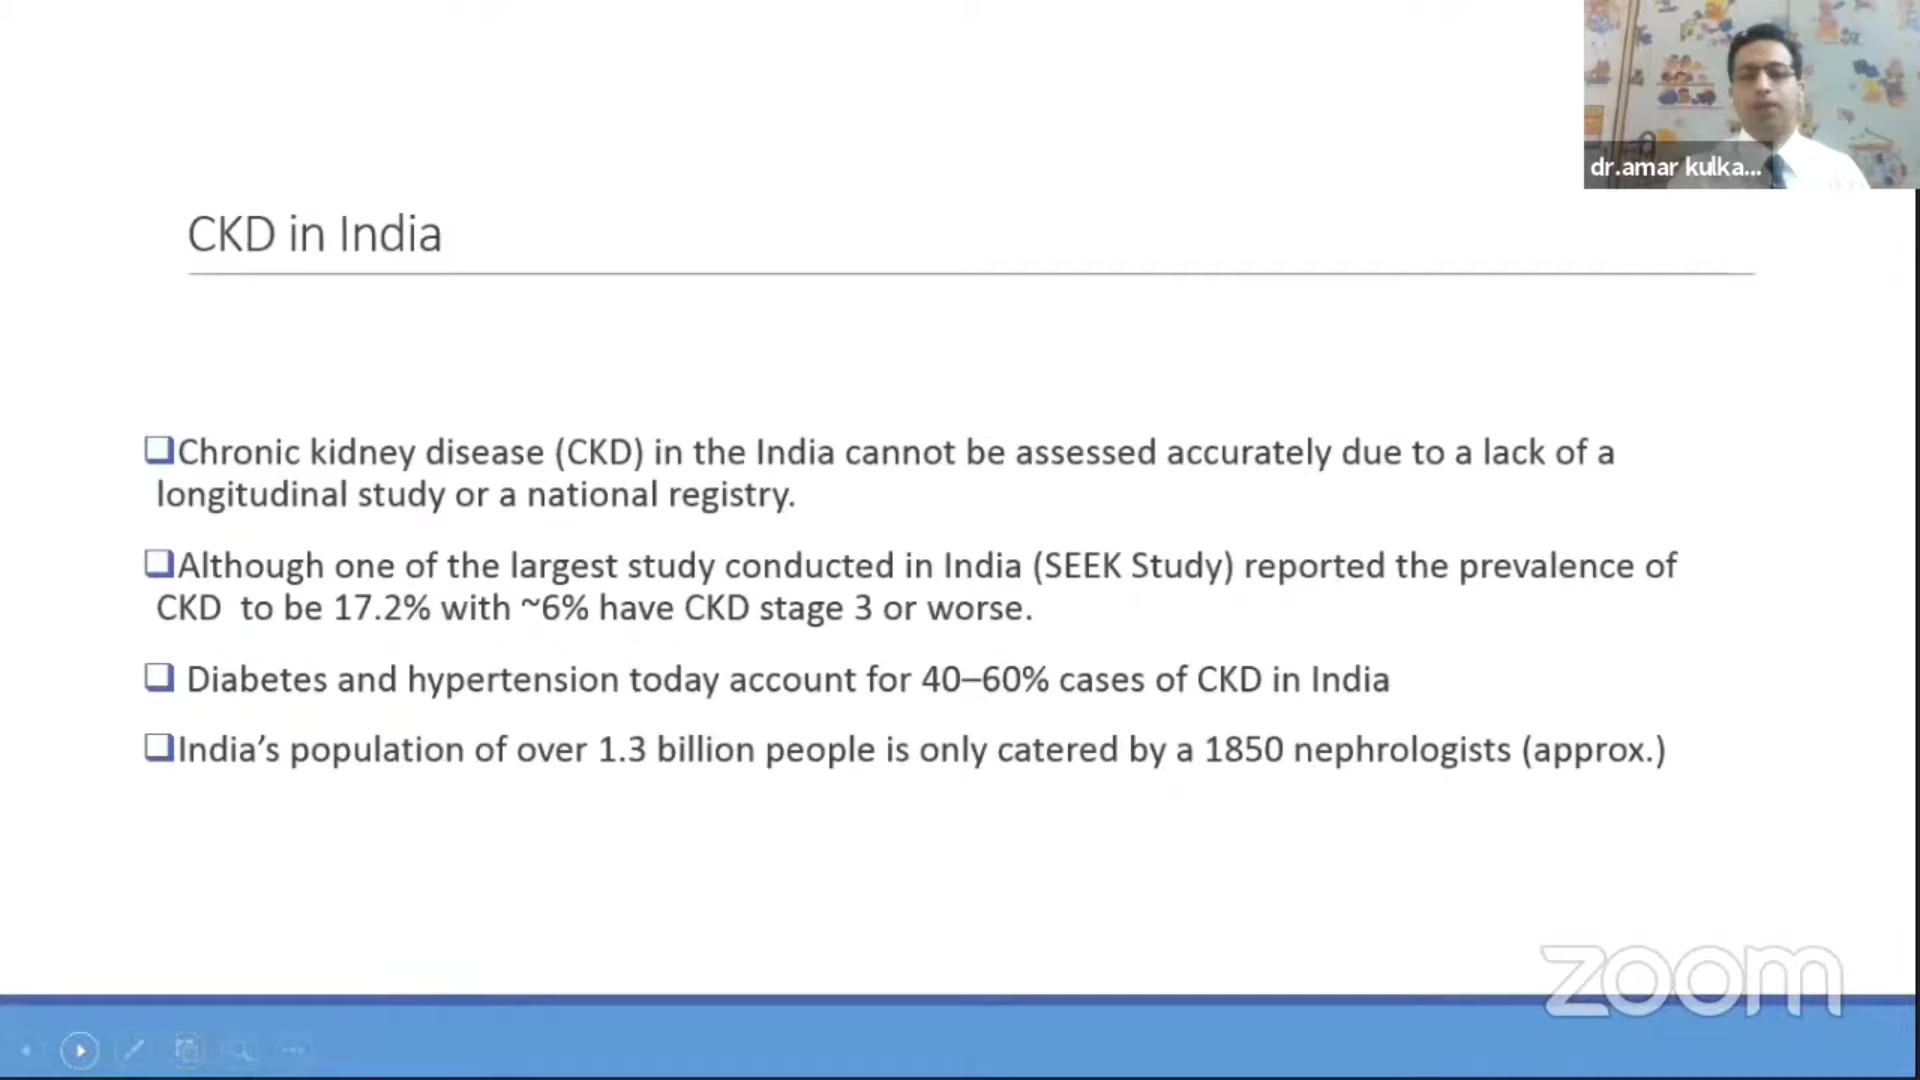 dr.amar kulka...
CKD in India
Chronic kidney disease (CKD) in the India cannot be assessed accurately due to a lack of a
longitudinal study or a national registry.
Although one of the largest study conducted in India (SEEK Study) reported the prevalence of
CKD  to be 17.2% with ~6% have CKD stage 3 or worse.
Diabetes and hypertension today account for 40–60% cases of CKD in India
India’s population of over 1.3 billion people is only catered by a 1850 nephrologists (approx.)
zoom